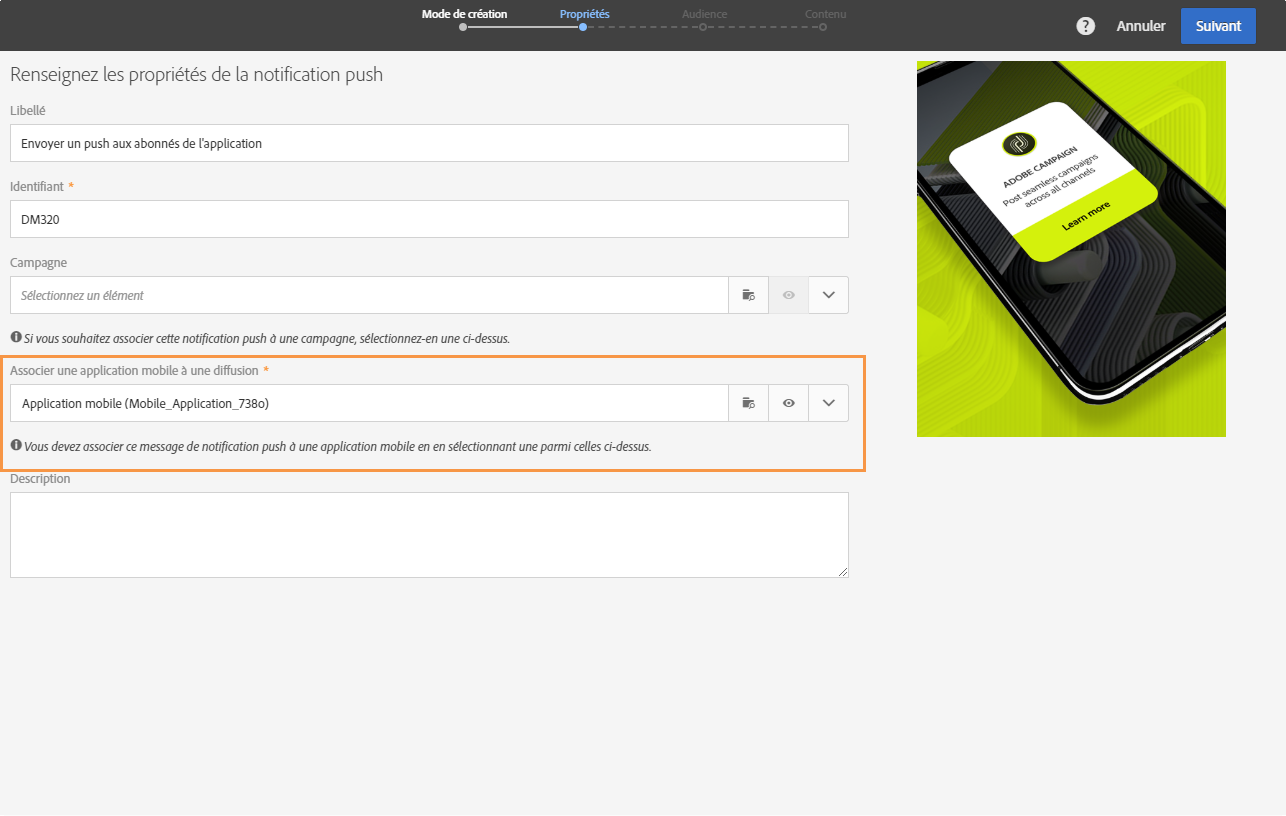 Mode de création
Propriétés
Audience
Contenu
?
Annuler
Suivant
Renseignez les propriétés de la notification push
Libellé
Envoyer un push aux abonnés de l'application
Identifiant *
DM320
Campagne
Sélectionnez un élément
Si vous souhaitez associer cette notification push à une campagne, sélectionnez-en une ci-dessus.
Associer une application mobile à une diffusion *
Application mobile (Mobile_Application_738o)
Vous devez associer ce message de notification push à une application mobile en en sélectionnant une parmi celles ci-dessus.
Description
ADOBE CAMPAIGN
Post seamless campaigns
across all channels
Learn more